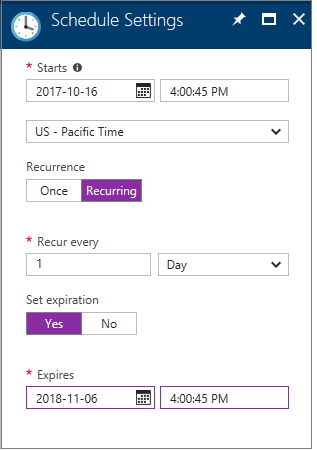 Schedule Settings
* Starts
2017-10-16 4:00:45 PM
US - Pacific Time
Recurrence
Once Recurring
* Recur every
1 Day
Set expiration
Yes No
* Expires
2018-11-06 4:00:45 PM